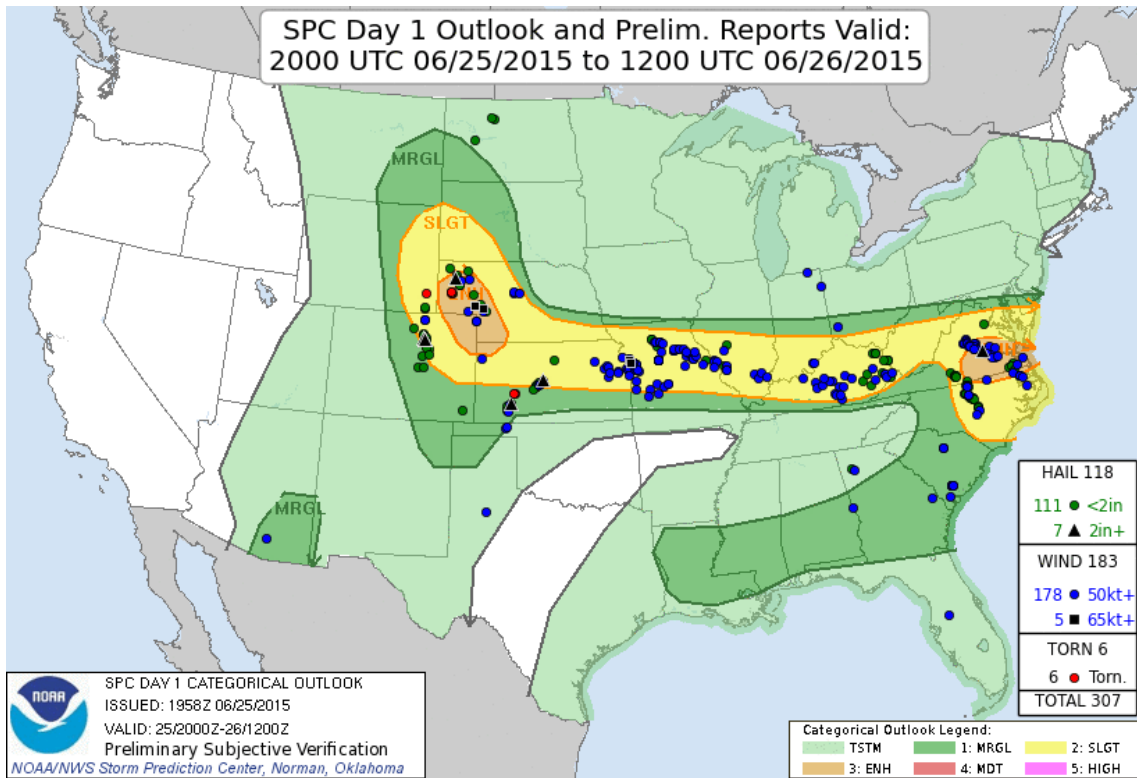 SPC Day 1 Outlook and Prelim. Reports Valid:
2000 UTC 06/25/2015 to 1200 UTC 06/26/2015
MRGL
SLGT
MRGL
HAIL 118
111 <2in
7 2in+
WIND 183
178 50kt+
5 65kt+
TORN 6
6 Torn.
TOTAL 307
NOAA
SPC DAY 1 CATEGORICAL OUTLOOK
ISSUED: 1958Z 06/25/2015
VALID: 25/2000Z-26/1200Z
Preliminary Subjective Verification
NOAA/NWS Storm Prediction Center, Norman, Oklahoma
Categorical Outlook Legend:
TSTM 1: MRGL 2: SLGT
3: ENH 4: MDT 5: HIGH